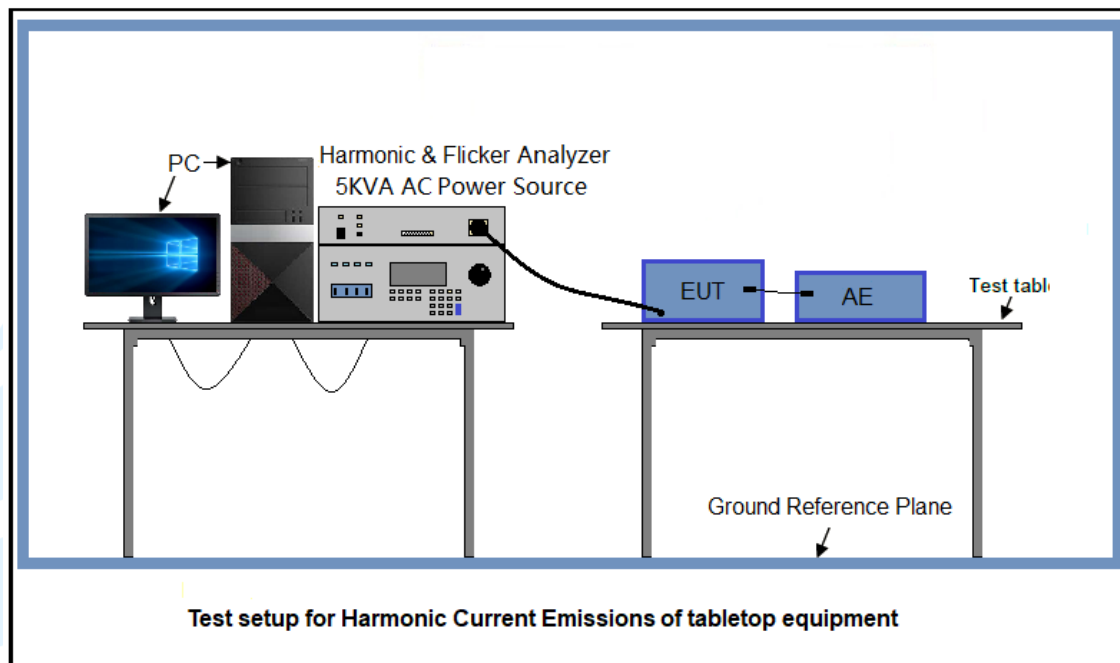 PC
Harmonic & Flicker Analyzer
5KVA AC Power Source
EUT
AE
Test
Ground Reference Plane
Test setup for Harmonic Current Emissions of tabletop equipment